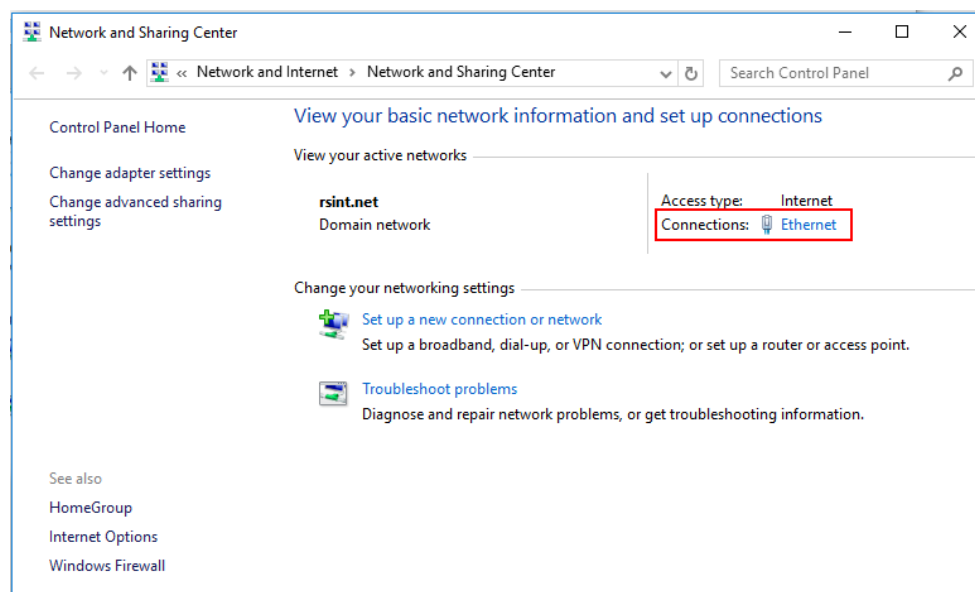 Network and Sharing Center
« Network and Internet > Network and Sharing Center
Search Control Panel
Control Panel Home
Change adapter settings
Change advanced sharing
settings
View your basic network information and set up connections
View your active networks
rsint.net
Domain network
Access type: Internet
Connections: Ethernet
Change your networking settings
Set up a new connection or network
Set up a broadband, dial-up, or VPN connection; or set up a router or access point.
Troubleshoot problems
Diagnose and repair network problems, or get troubleshooting information.
See also
HomeGroup
Internet Options
Windows Firewall